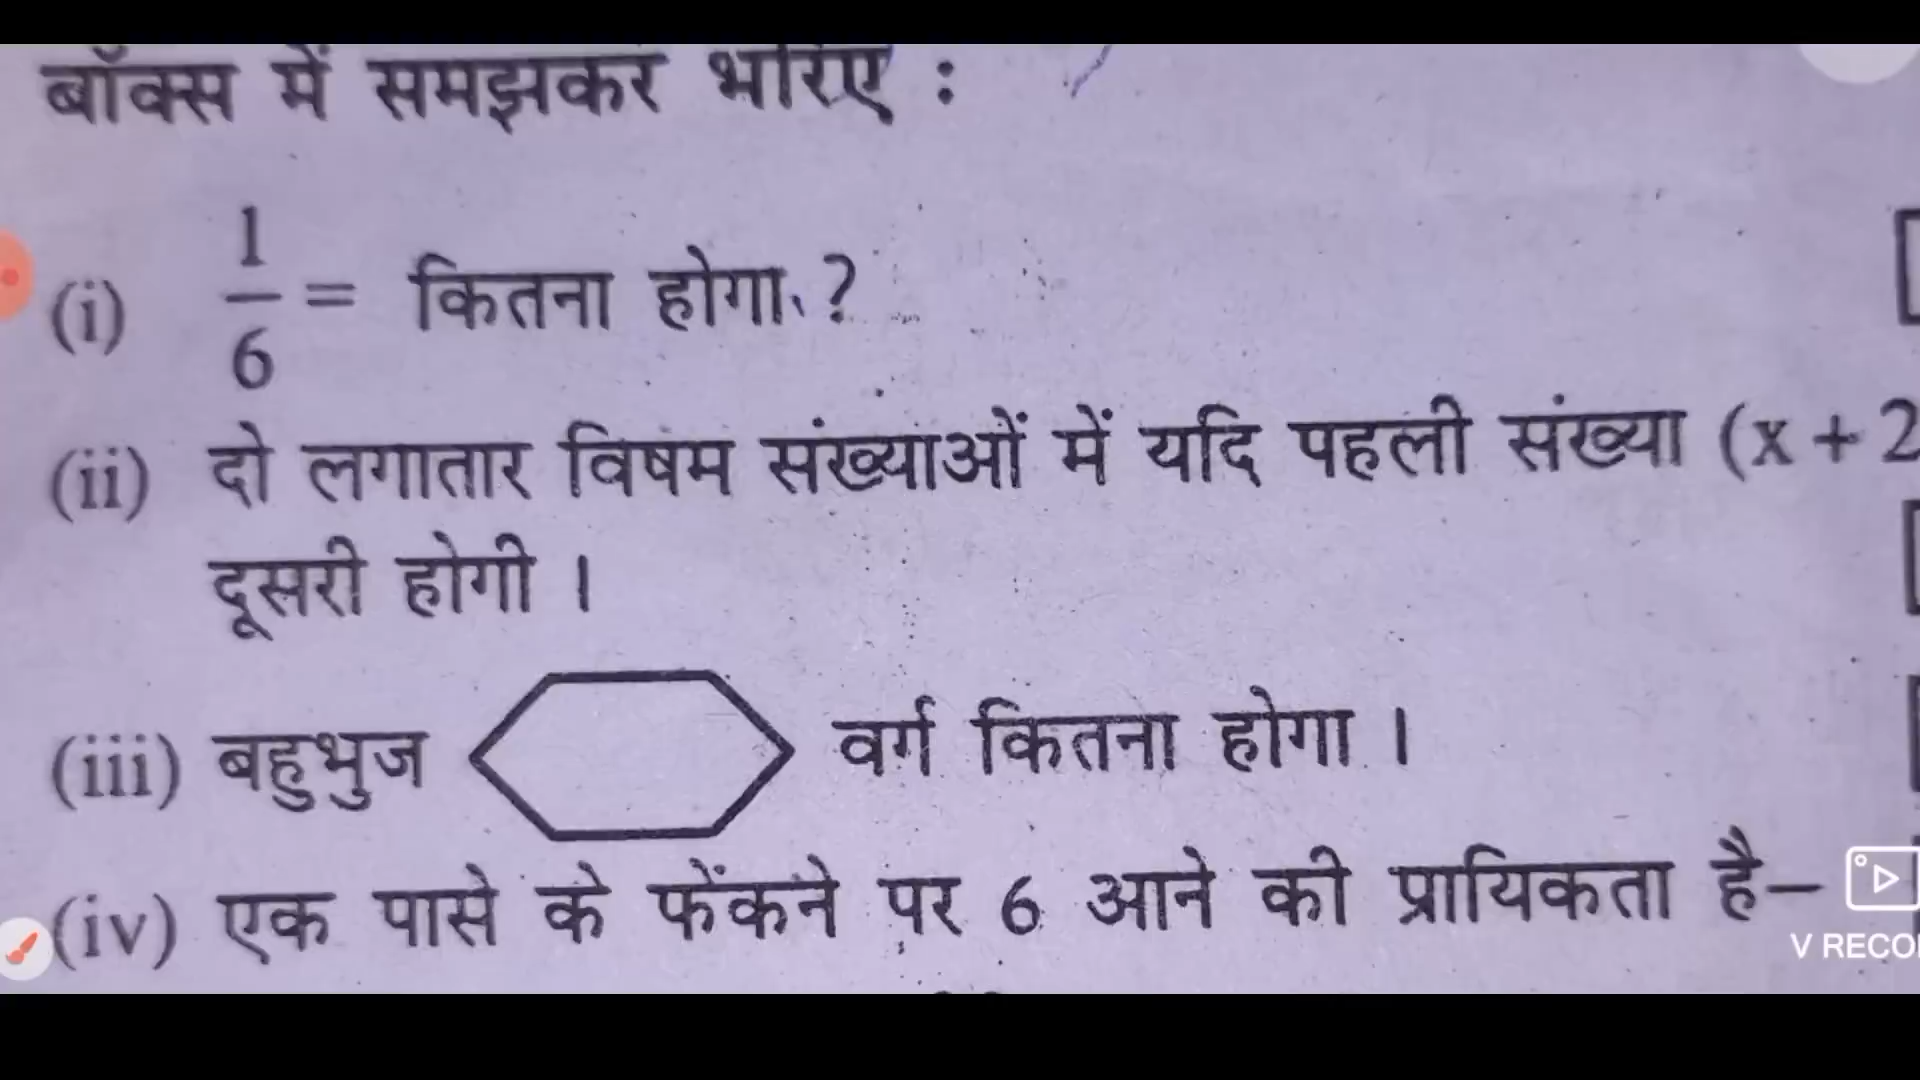 बॉक्स में समझकर भरिए :
(i) 1/6 = कितना होगा ?
(ii) दो लगातार विषम संख्याओं में यदि पहली संख्या (x + 2
दूसरी होगी ।
(iii) बहुभुज वर्ग कितना होगा ।
(iv) एक पासे के फेंकने पर 6 आने की प्रायिकता है–
V RECO